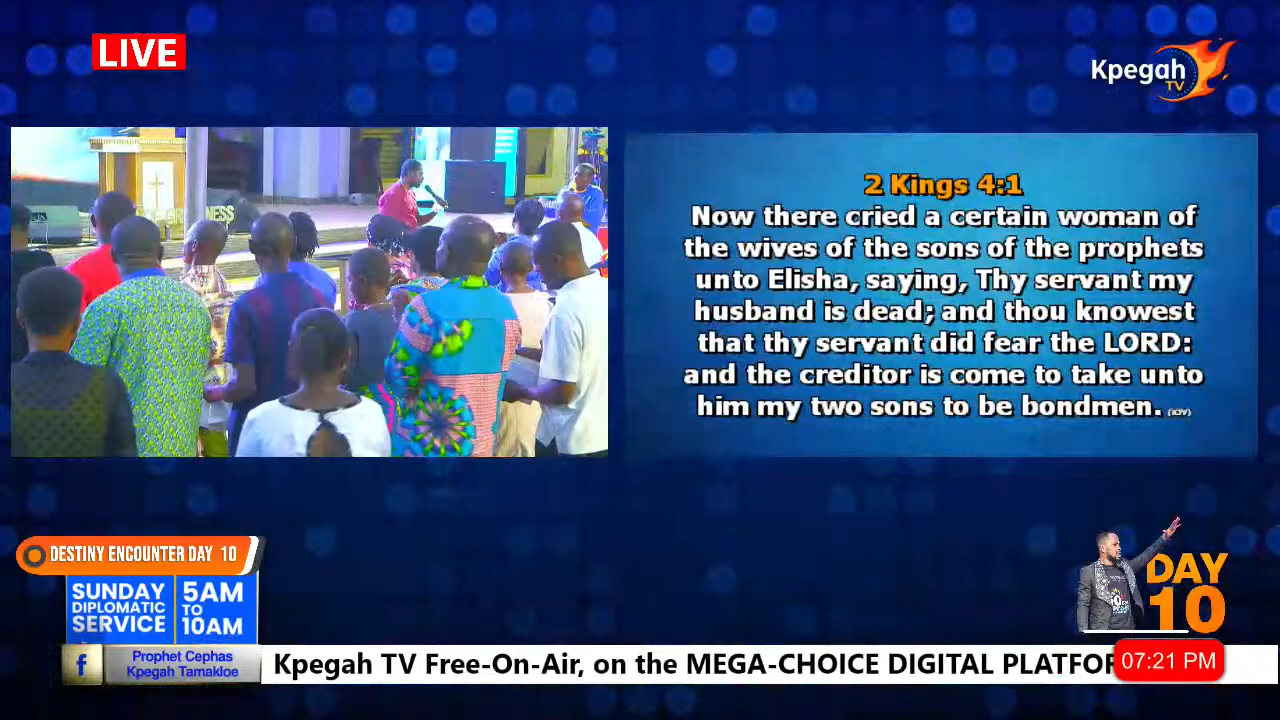 LIVE
Kpegah
TV
NESS
2 Kings 4:1
Now there cried a certain woman of
the wives of the sons of the prophets
unto Elisha, saying, Thy servant my
husband is dead; and thou knowest
that thy servant did fear the LORD:
and the creditor is come to take unto
him my two sons to be bondmen. (KJV)
DESTINY ENCOUNTER DAY 10
SUNDAY
DIPLOMATIC
SERVICE
5AM
TO
10AM
DAY
10
f
Prophet Cephas
Kpegah Tamakloe
Kpegah TV Free-On-Air, on the MEGA-CHOICE DIGITAL PLATFOR
07:21 PM